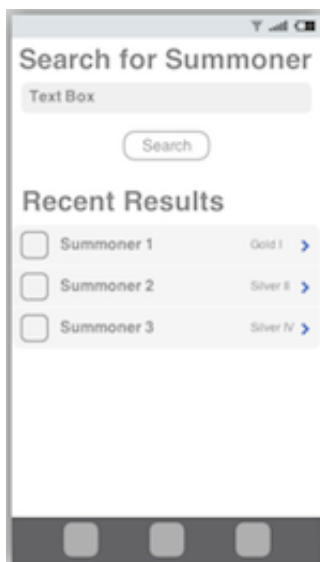 Search for Summoner
Text Box
Search
Recent Results
Summoner 1 Gold I
Summoner 2 Silver II
Summoner 3 Silver IV